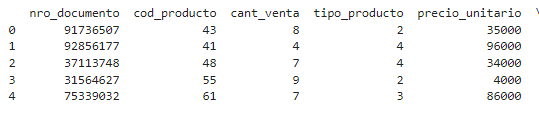 nro_documento cod_producto cant_venta tipo_producto precio_unitario \
0 91736507 43 8 2 35000
1 92856177 41 4 4 96000
2 37113748 48 7 4 34000
3 31564627 55 9 2 4000
4 75339032 61 7 3 86000